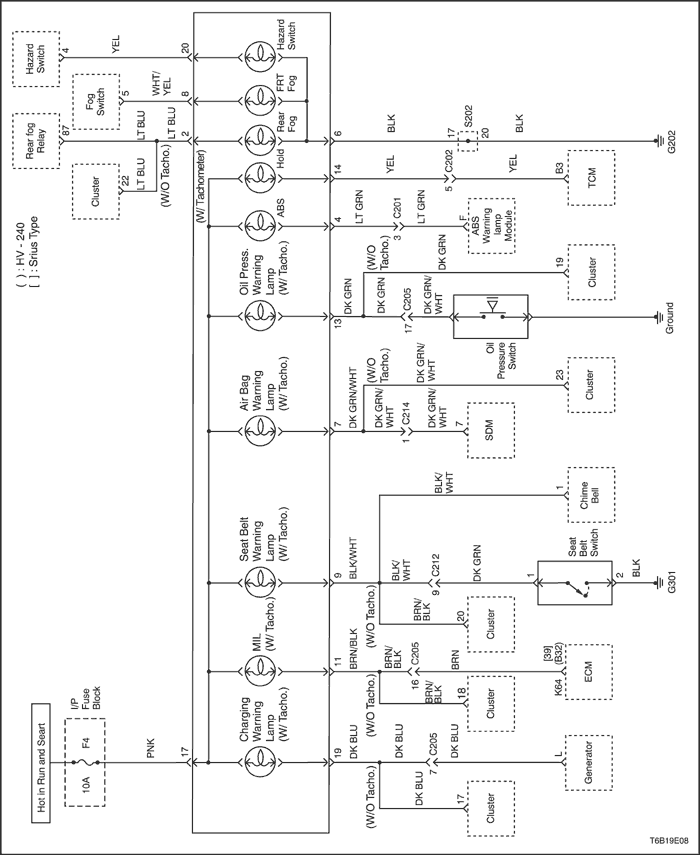 Hot in Run and Seart
I/P
Fuse
Block
F4
10A
PNK
17
Charging
Warning
Lamp
(W/ Tacho.)
19
DK BLU
(W/O Tacho.)
DK BLU
17
Cluster
DK BLU
7
C205
DK BLU
L
Generator
MIL
(W/ Tacho.)
11
BRN/BLK
(W/O Tacho.)
BRN/
BLK
18
Cluster
BRN/
BLK
16
C205
BRN
K64
[39]
(B32)
ECM
Seat Belt
Warning
Lamp
(W/ Tacho.)
9
BLK/WHT
(W/O Tacho.)
BRN/
BLK
20
Cluster
BLK/
WHT
9
C212
DK GRN
1
Seat
Belt
Switch
2
BLK
G301
BLK/
WHT
1
Chime
Bell
Air Bag
Warning
Lamp
(W/ Tacho.)
7
DK GRN/WHT
DK GRN/
WHT
1
C214
DK GRN/
WHT
7
SDM
(W/O
Tacho.)
DK GRN/
WHT
23
Cluster
Oil Press.
Warning
Lamp
(W/ Tacho.)
13
DK GRN
DK GRN
17
C205
DK GRN/
WHT
Oil
Pressure
Switch
Ground
(W/O
Tacho.)
DK GRN
19
Cluster
ABS
4
LT GRN
3
C201
LT GRN
F
ABS
Warning
lamp
Module
Hold
14
YEL
5
C202
YEL
B3
TCM
(W/ Tachometer)
Rear
Fog
2
LT BLU
LT BLU
87
Rear fog
Relay
(W/O Tacho.)
LT BLU
22
Cluster
6
BLK
17
S202
20
BLK
G202
FRT
Fog
8
WHT/
YEL
5
Fog
Switch
Hazard
Switch
20
YEL
4
Hazard
Switch
( ) : HV - 240
[ ] : Srius Type
T6B19E08